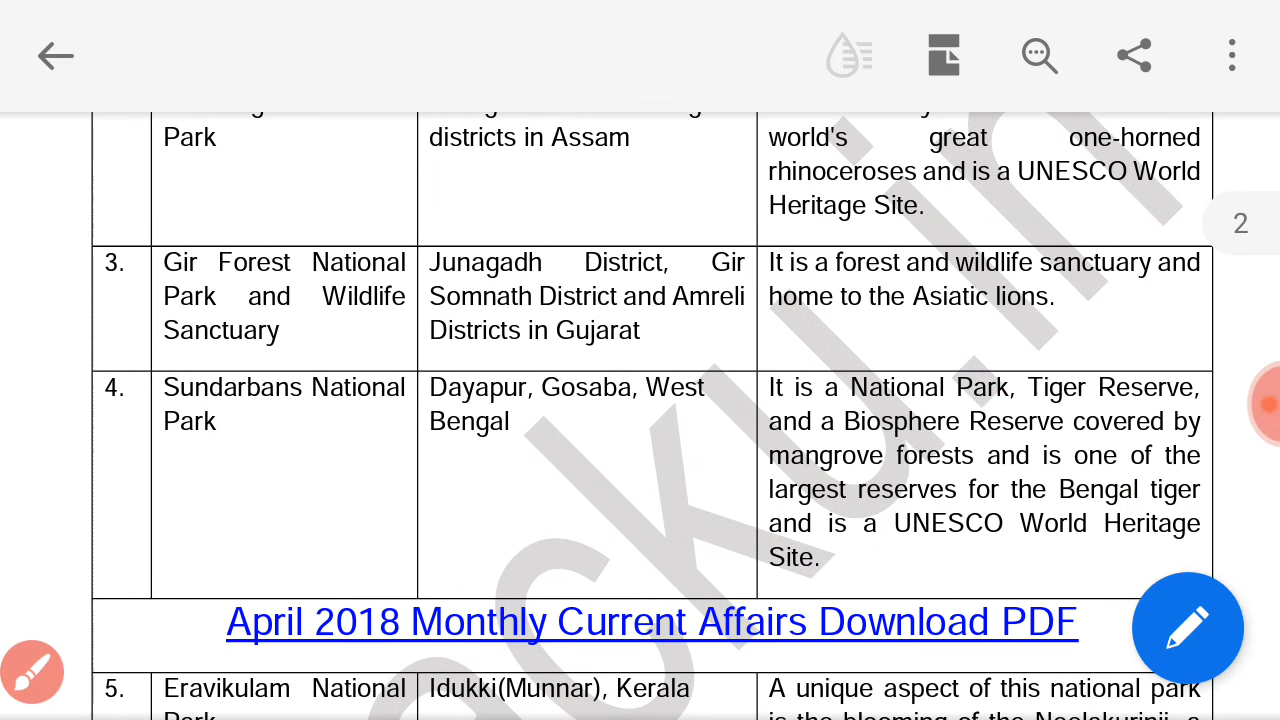 2
Park
districts in Assam
world's great one-horned
rhinoceroses and is a UNESCO World
Heritage Site.
3.
Gir Forest National
Park and Wildlife
Sanctuary
Junagadh District, Gir
Somnath District and Amreli
Districts in Gujarat
It is a forest and wildlife sanctuary and
home to the Asiatic lions.
4.
Sundarbans National
Park
Dayapur, Gosaba, West
Bengal
It is a National Park, Tiger Reserve,
and a Biosphere Reserve covered by
mangrove forests and is one of the
largest reserves for the Bengal tiger
and is a UNESCO World Heritage
Site.
April 2018 Monthly Current Affairs Download PDF
5.
Eravikulam National
Idukki(Munnar), Kerala
A unique aspect of this national park
acku.in